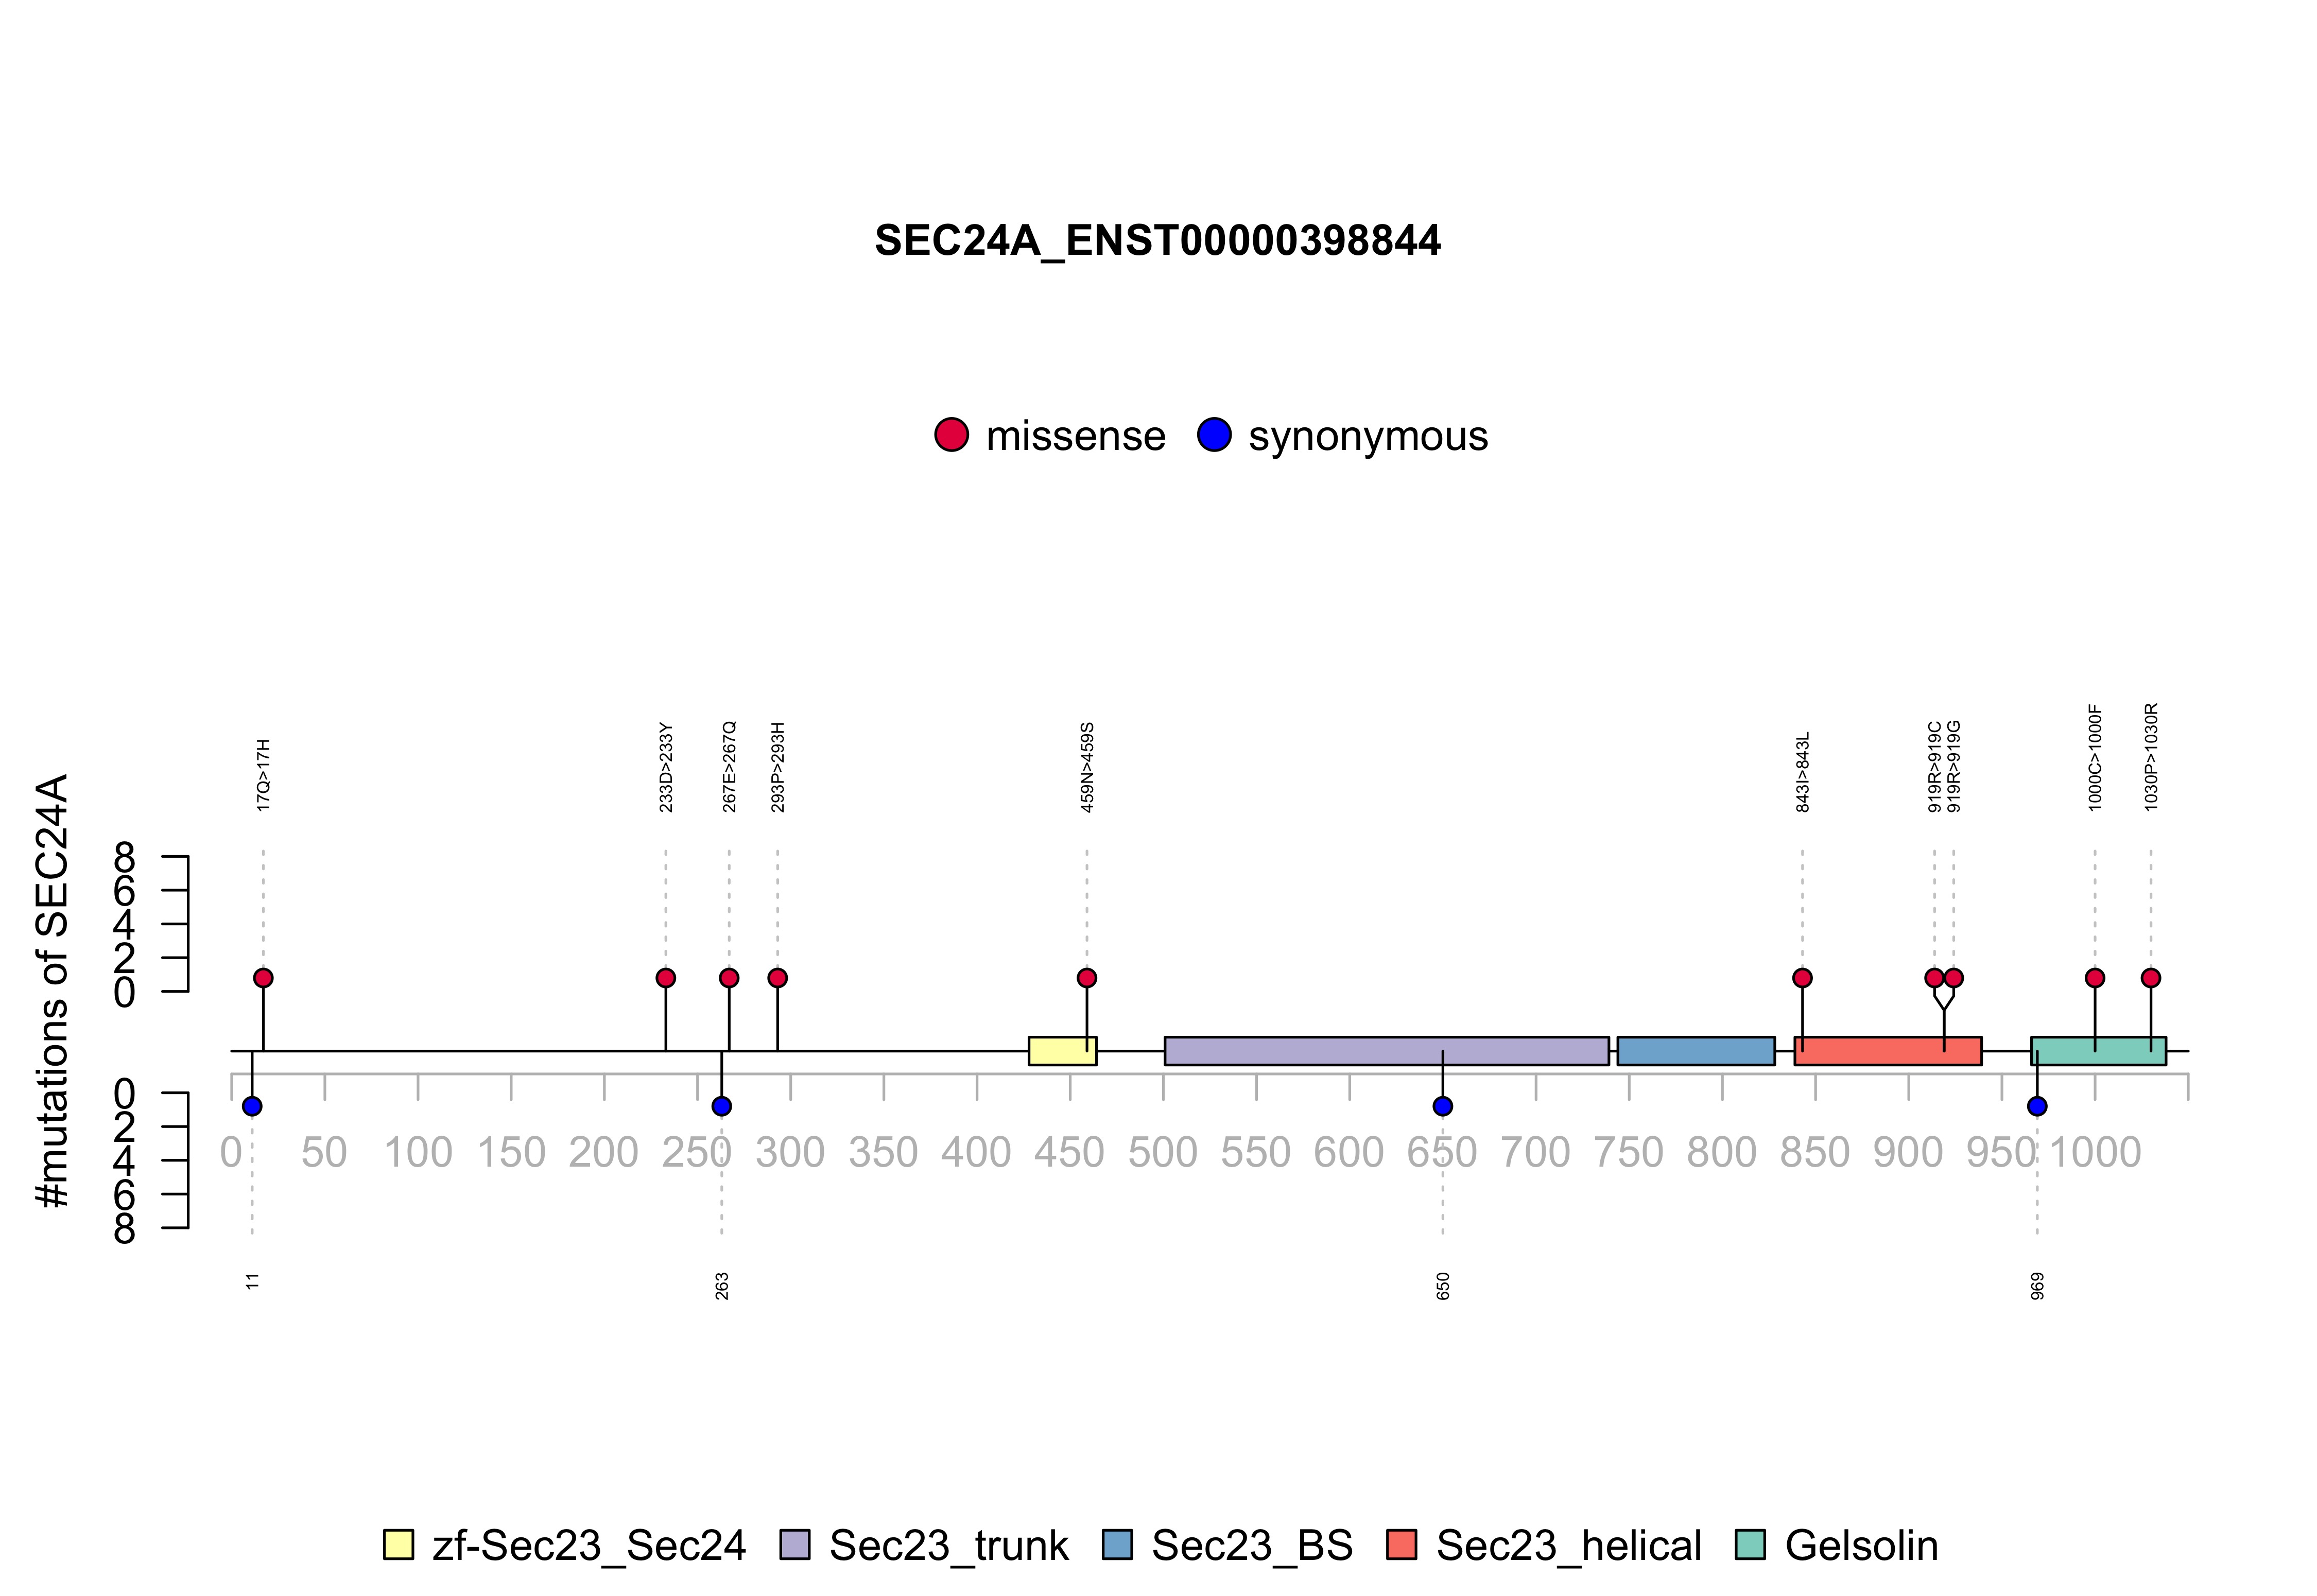 SEC24A_ENST00000398844
missense synonymous
17Q>17H
233D>233Y
267E>267Q
293P>293H
459N>459S
843I>843L
919R>919C
919R>919G
1000C>1000F
1030P>1030R
#mutations of SEC24A
8
6
4
2
0
0
2
4
6
8
0 50 100 150 200 250 300 350 400 450 500 550 600 650 700 750 800 850 900 950 1000
11
263
650
969
zf-Sec23_Sec24 Sec23_trunk Sec23_BS Sec23_helical Gelsolin